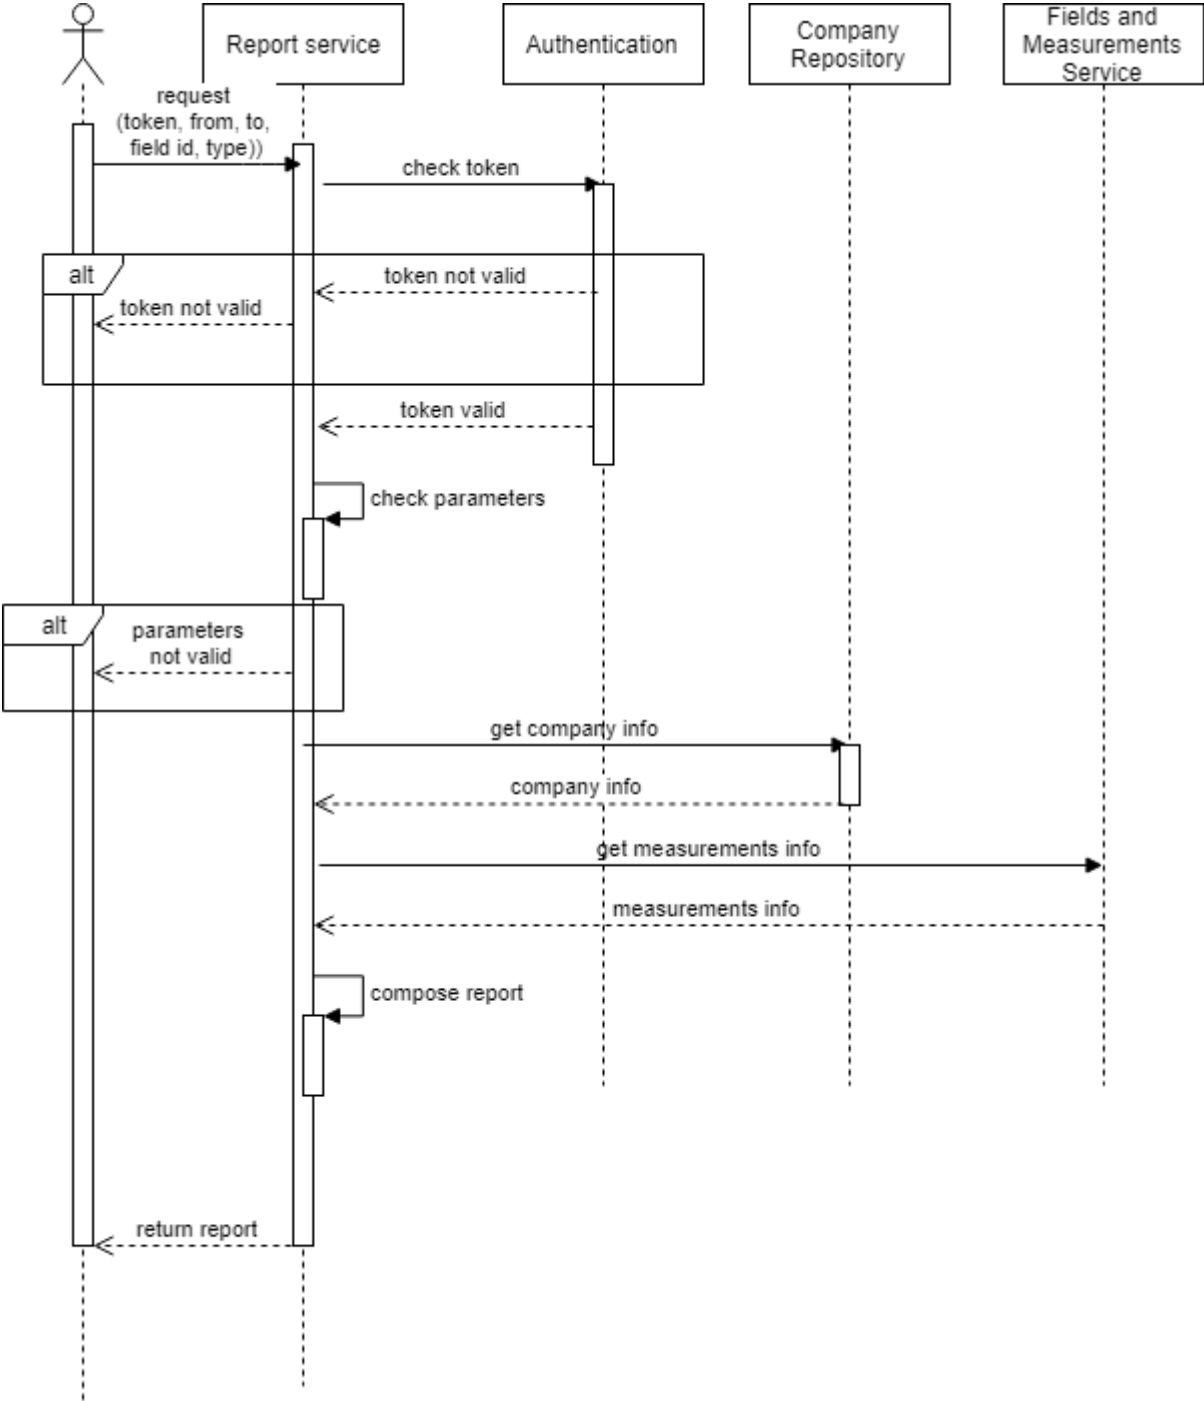 Report service
Authentication
Company
Repository
Fields and
Measurements
Service
request
(token, from, to,
field id, type))
check token
alt
token not valid
token not valid
token valid
check parameters
alt
parameters
not valid
get company info
company info
get measurements info
measurements info
compose report
return report